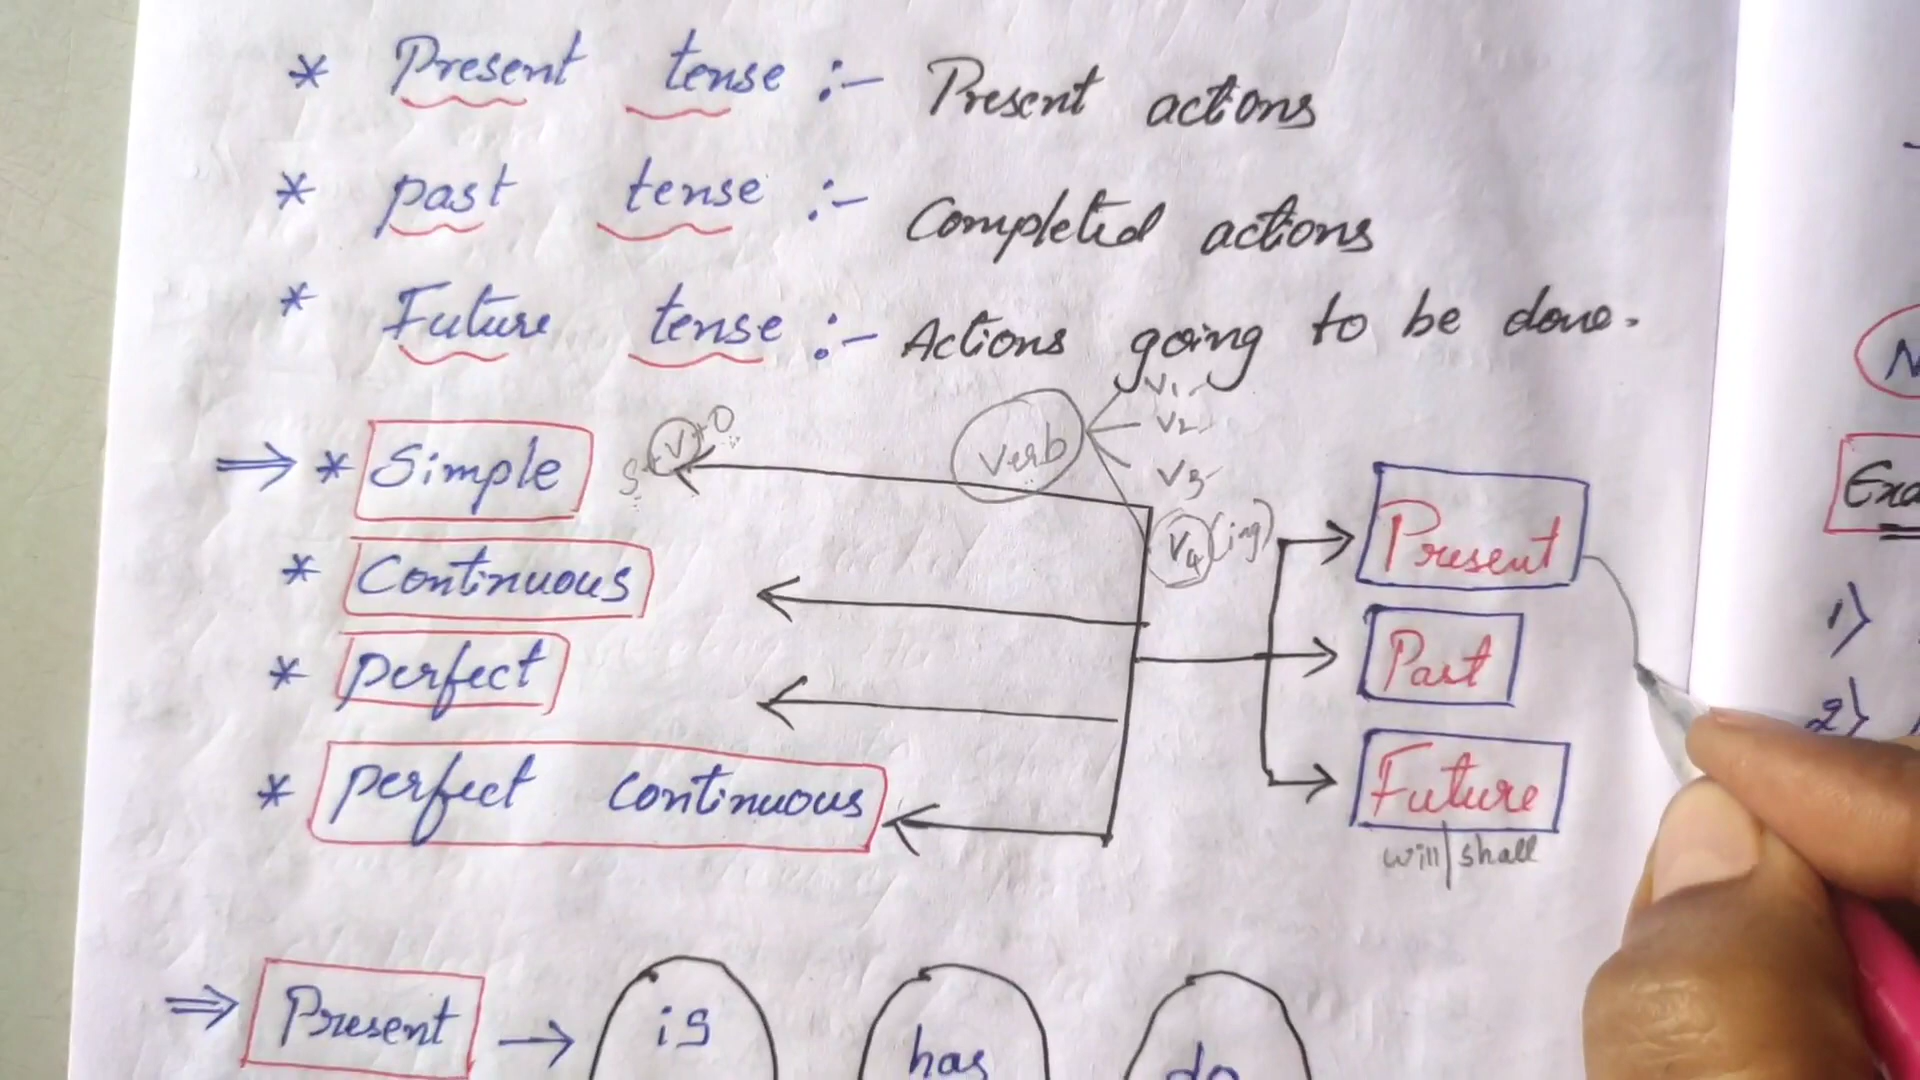 * Present tense :- Present actions
* past tense :- Completed actions
* Future tense :- Actions going to be done.
V1
V2
V3
V4 (ing)
Verb
S+V+O
⇒ * Simple
* Continuous
* perfect
* perfect continuous
Present
Past
Future
will/shall
⇒ Present → is has do
1)
2)